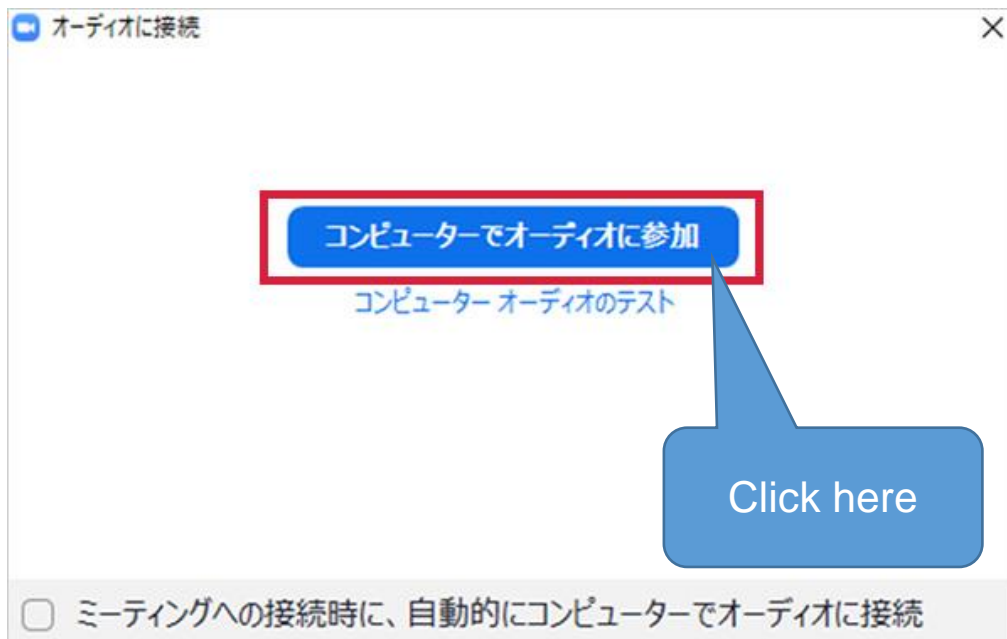 オーディオに接続
コンピューターでオーディオに参加
コンピューター オーディオのテスト
Click here
ミーティングへの接続時に、自動的にコンピューターでオーディオに接続